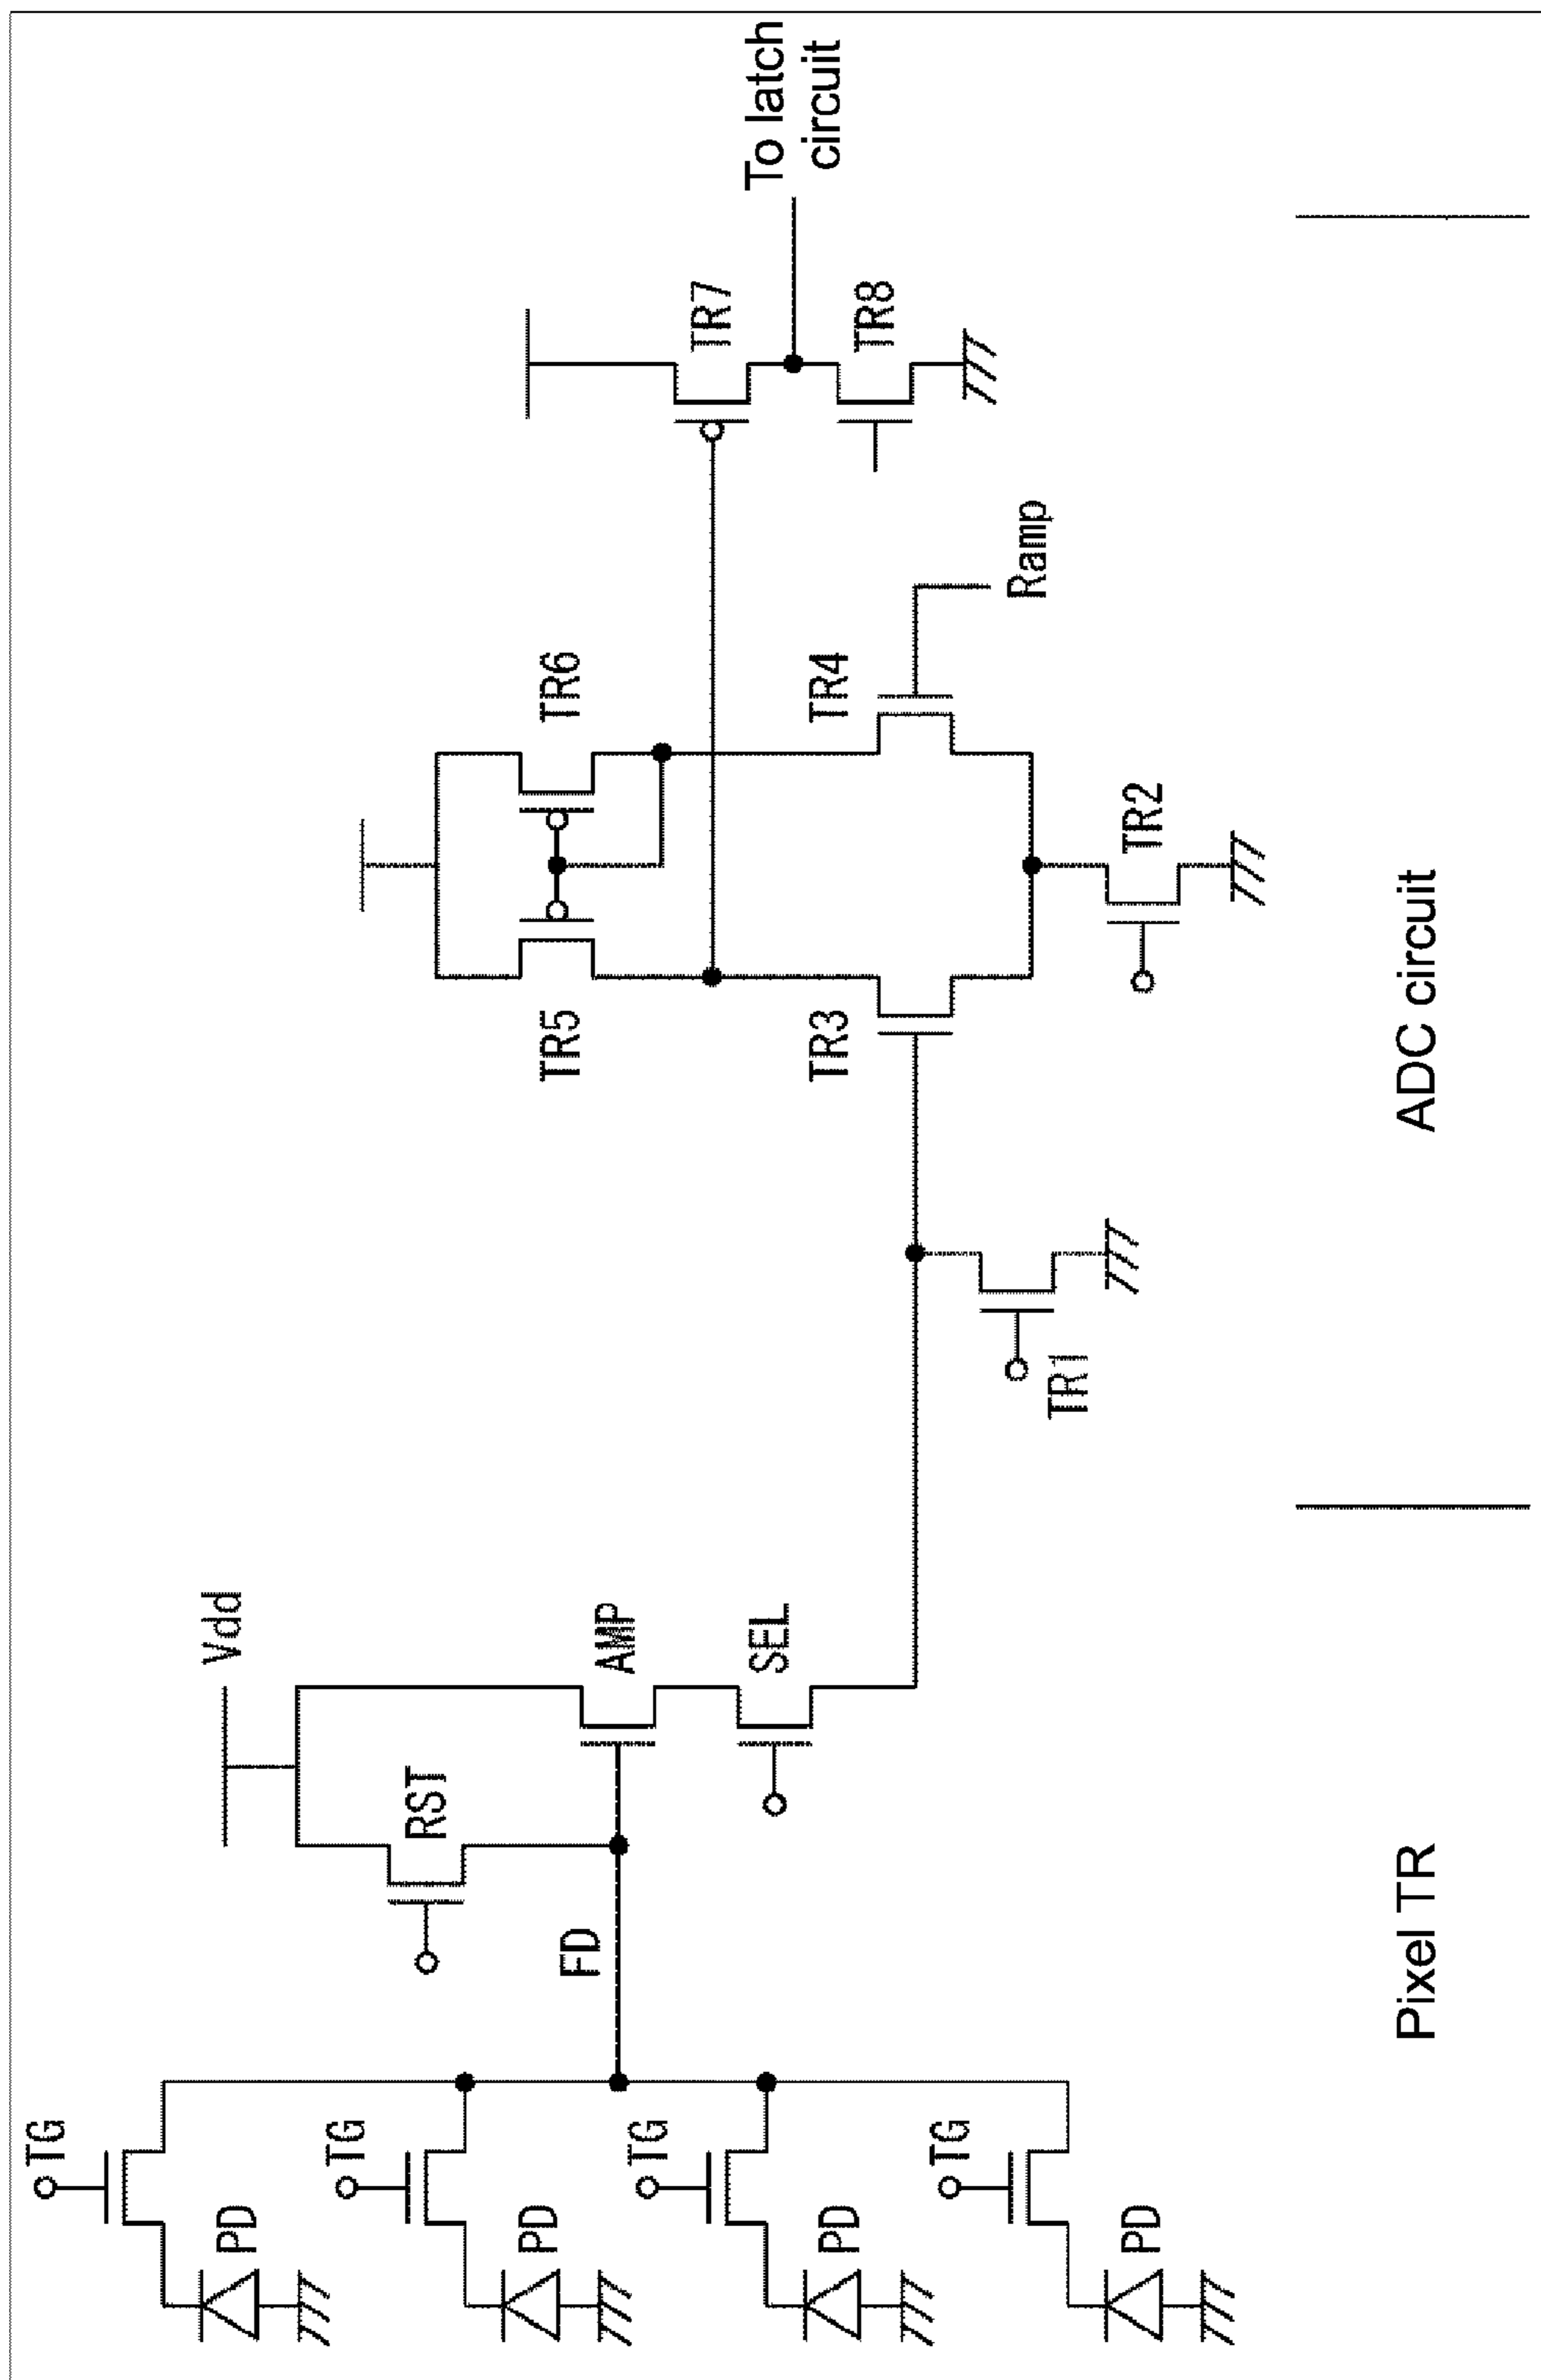 TG
PD
TG
PD
TG
PD
TG
PD
FD
RST
Vdd
AMP
SEL
TR1
TR5
TR6
TR3
TR4
TR2
Ramp
TR7
TR8
To latch
circuit
Pixel TR
ADC circuit